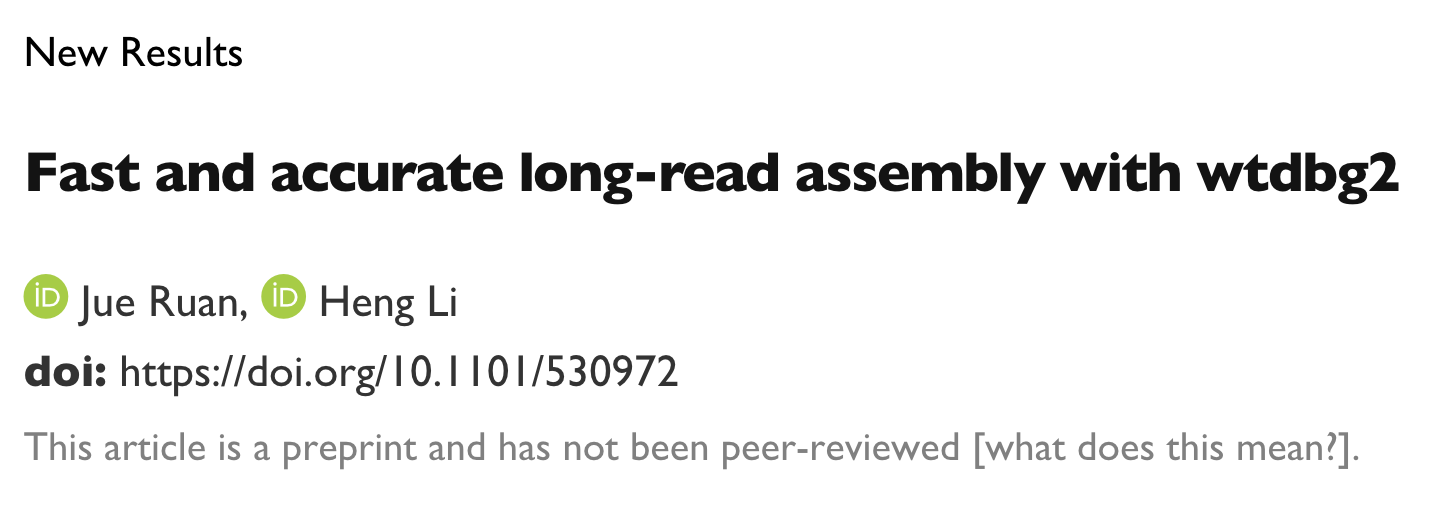 New Results
Fast and accurate long-read assembly with wtdbg2
iD Jue Ruan, iD Heng Li
doi: https://doi.org/10.1101/530972
This article is a preprint and has not been peer-reviewed [what does this mean?].